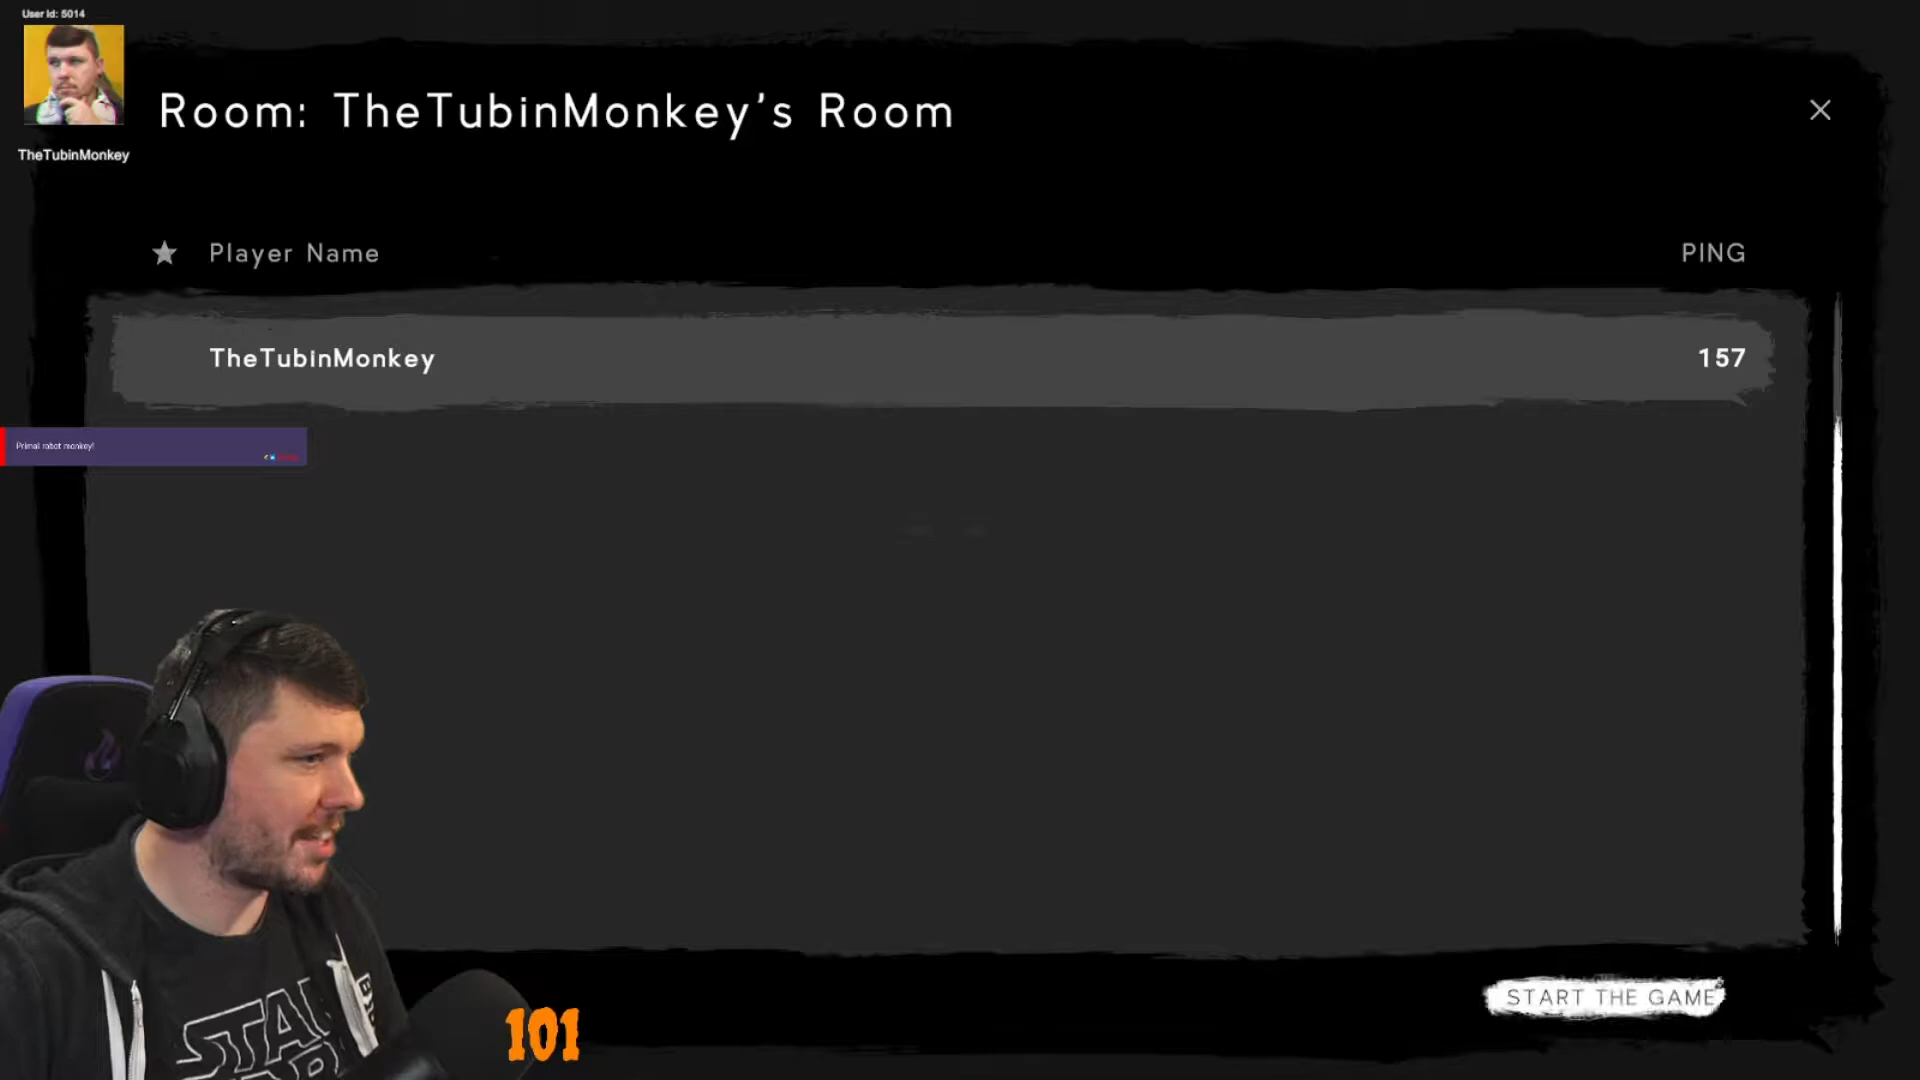 User Id: 5014
TheTubinMonkey
Room: TheTubinMonkey's Room
Player Name
PING
TheTubinMonkey
157
Primal robot monkey!
START THE GAME
101
STAR